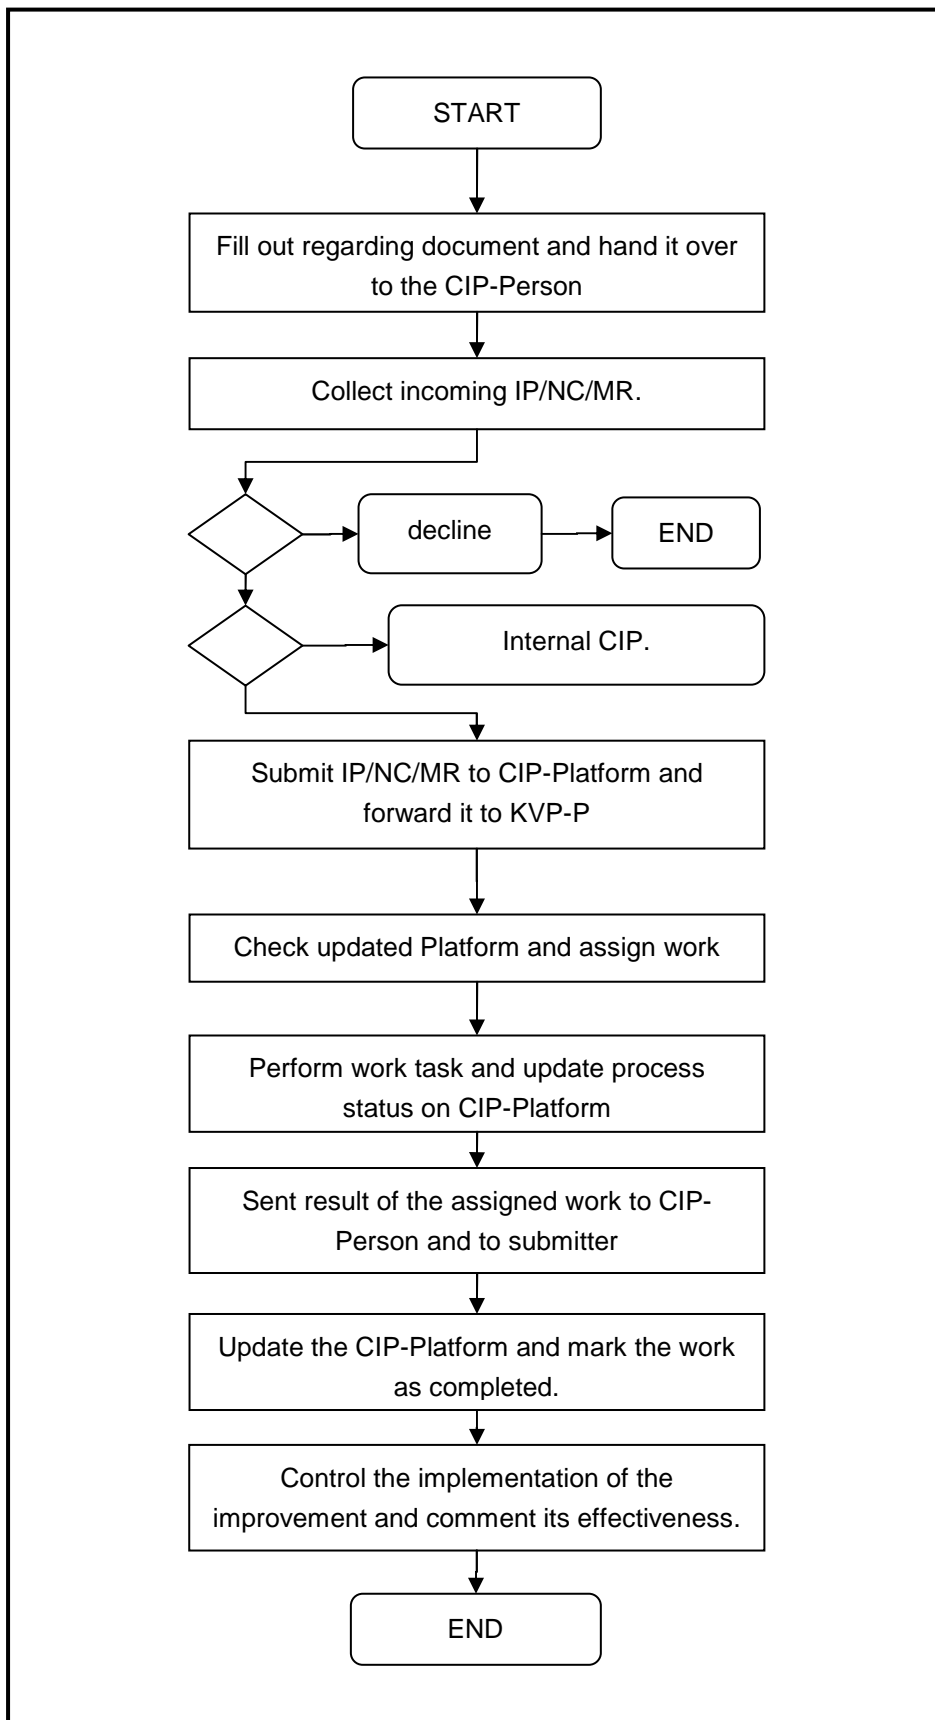 START
Fill out regarding document and hand it over
to the CIP-Person
Collect incoming IP/NC/MR.
decline
END
Internal CIP.
Submit IP/NC/MR to CIP-Platform and
forward it to KVP-P
Check updated Platform and assign work
Perform work task and update process
status on CIP-Platform
Sent result of the assigned work to CIP-
Person and to submitter
Update the CIP-Platform and mark the work
as completed.
Control the implementation of the
improvement and comment its effectiveness.
END